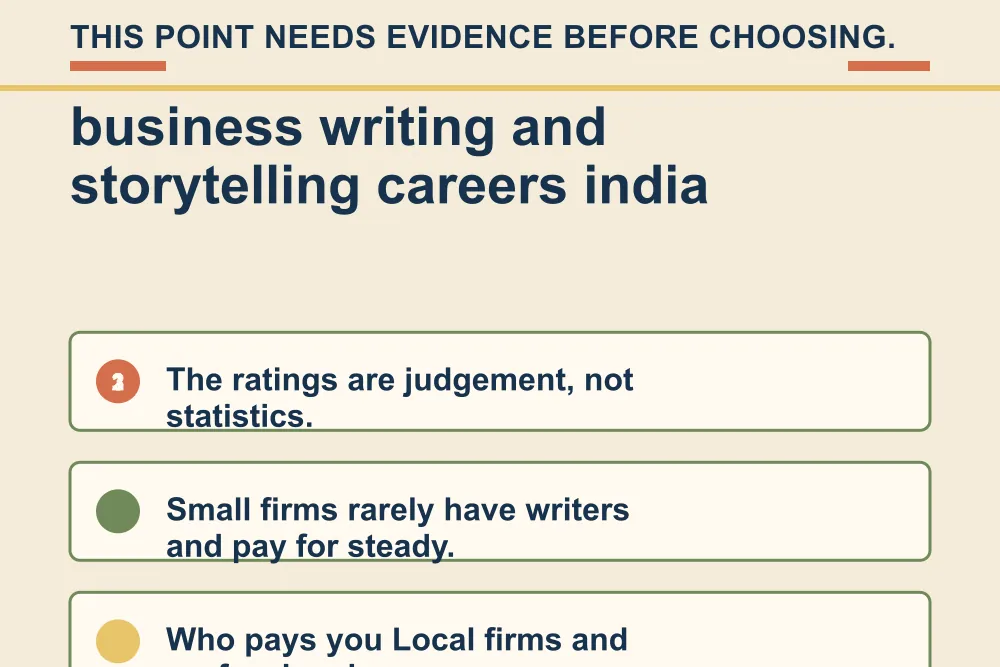 THIS POINT NEEDS EVIDENCE BEFORE CHOOSING.
business writing and
storytelling careers india
The ratings are judgement, not
statistics.
Small firms rarely have writers
and pay for steady.
Who pays you Local firms and